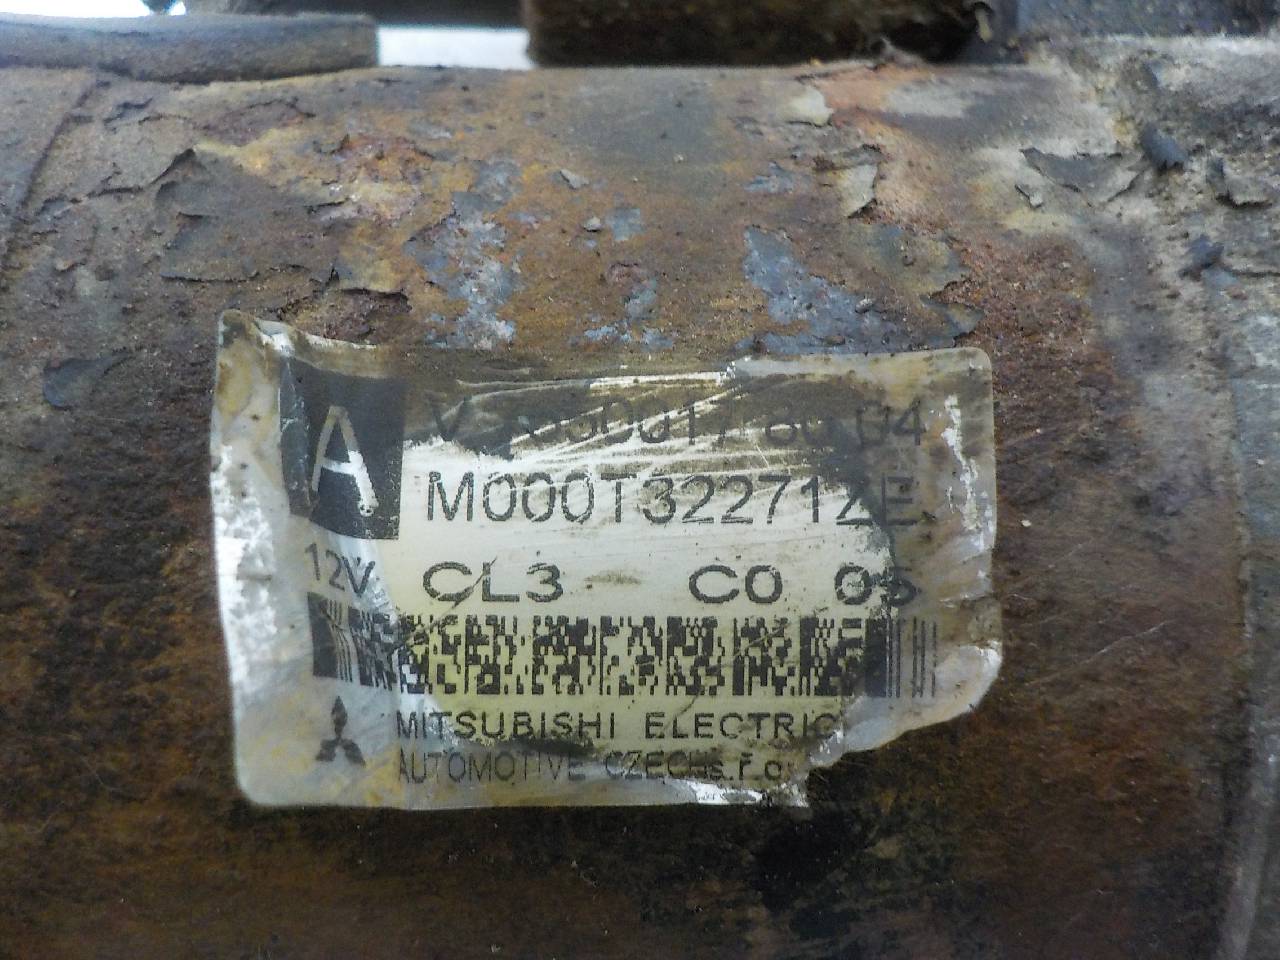 A
M000T32271ZE
12V CL3 C0 05
MITSUBISHI ELECTRIC
AUTOMOTIVE CZECH s.r.o.